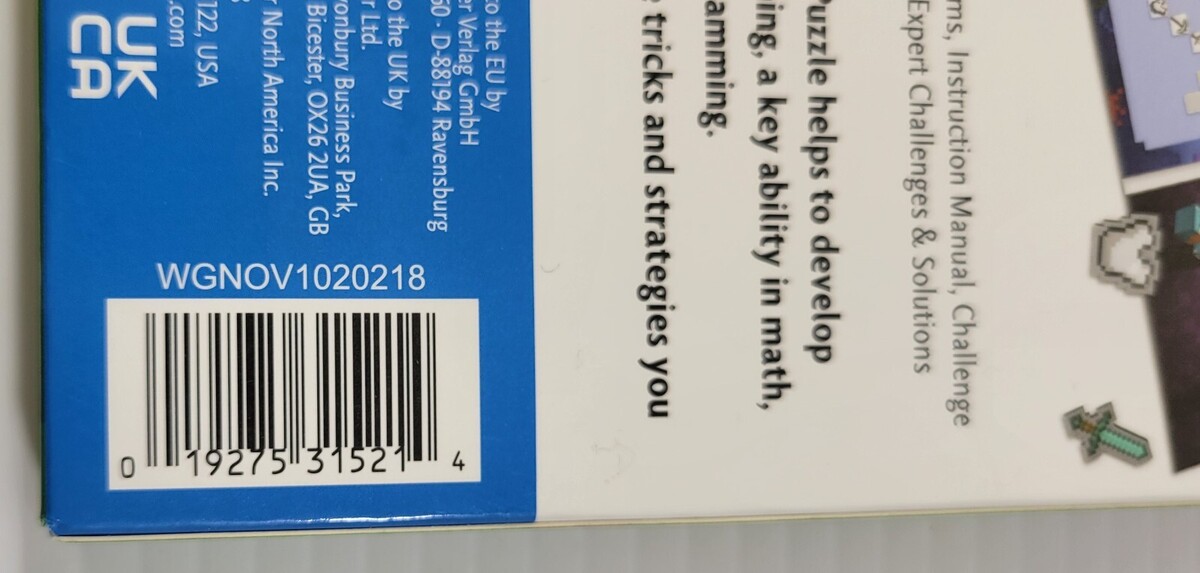 ms, Instruction Manual, Challenge
Expert Challenges & Solutions
Puzzle helps to develop
ing, a key ability in math,
amming.
tricks and strategies you
to the EU by
er Verlag GmbH
60 · D-88194 Ravensburg
o the UK by
r Ltd.
ronbury Business Park,
Bicester, OX26 2UA, GB
r North America Inc.
122, USA
.com
UK
CA
WGNOV1020218
0 19275 31521 4